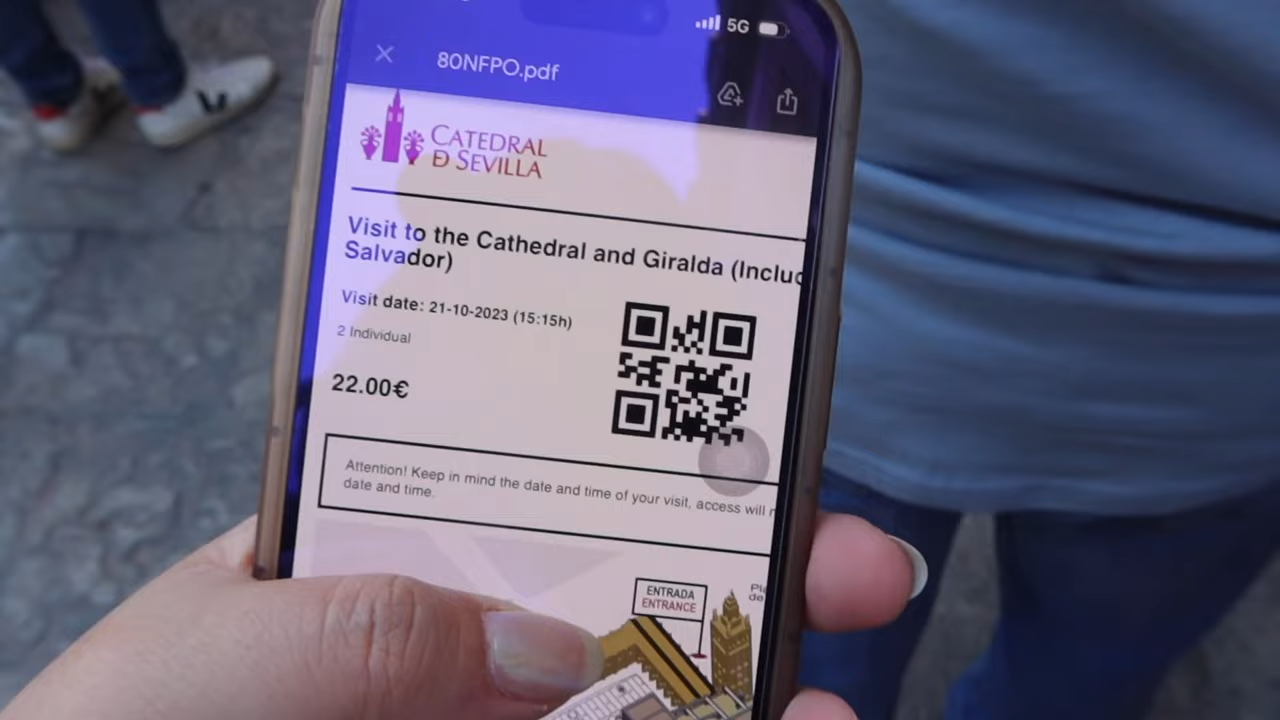 5G
80NFPO.pdf
CATEDRAL
Đ SEVILLA
Visit to the Cathedral and Giralda (Includ
Salvador)
Visit date: 21-10-2023 (15:15h)
2 Individual
22.00€
Attention! Keep in mind the date and time of your visit, access will
date and time.
ENTRADA
ENTRANCE